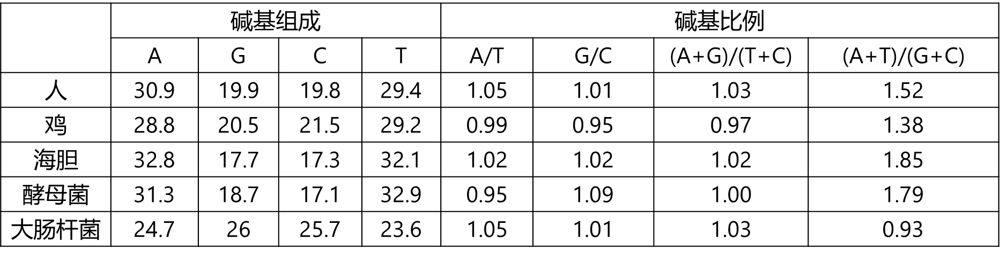 碱基组成 碱基比例
A G C T A/T G/C (A+G)/(T+C) (A+T)/(G+C)
人 30.9 19.9 19.8 29.4 1.05 1.01 1.03 1.52
鸡 28.8 20.5 21.5 29.2 0.99 0.95 0.97 1.38
海胆 32.8 17.7 17.3 32.1 1.02 1.02 1.02 1.85
酵母菌 31.3 18.7 17.1 32.9 0.95 1.09 1.00 1.79
大肠杆菌 24.7 26 25.7 23.6 1.05 1.01 1.03 0.93